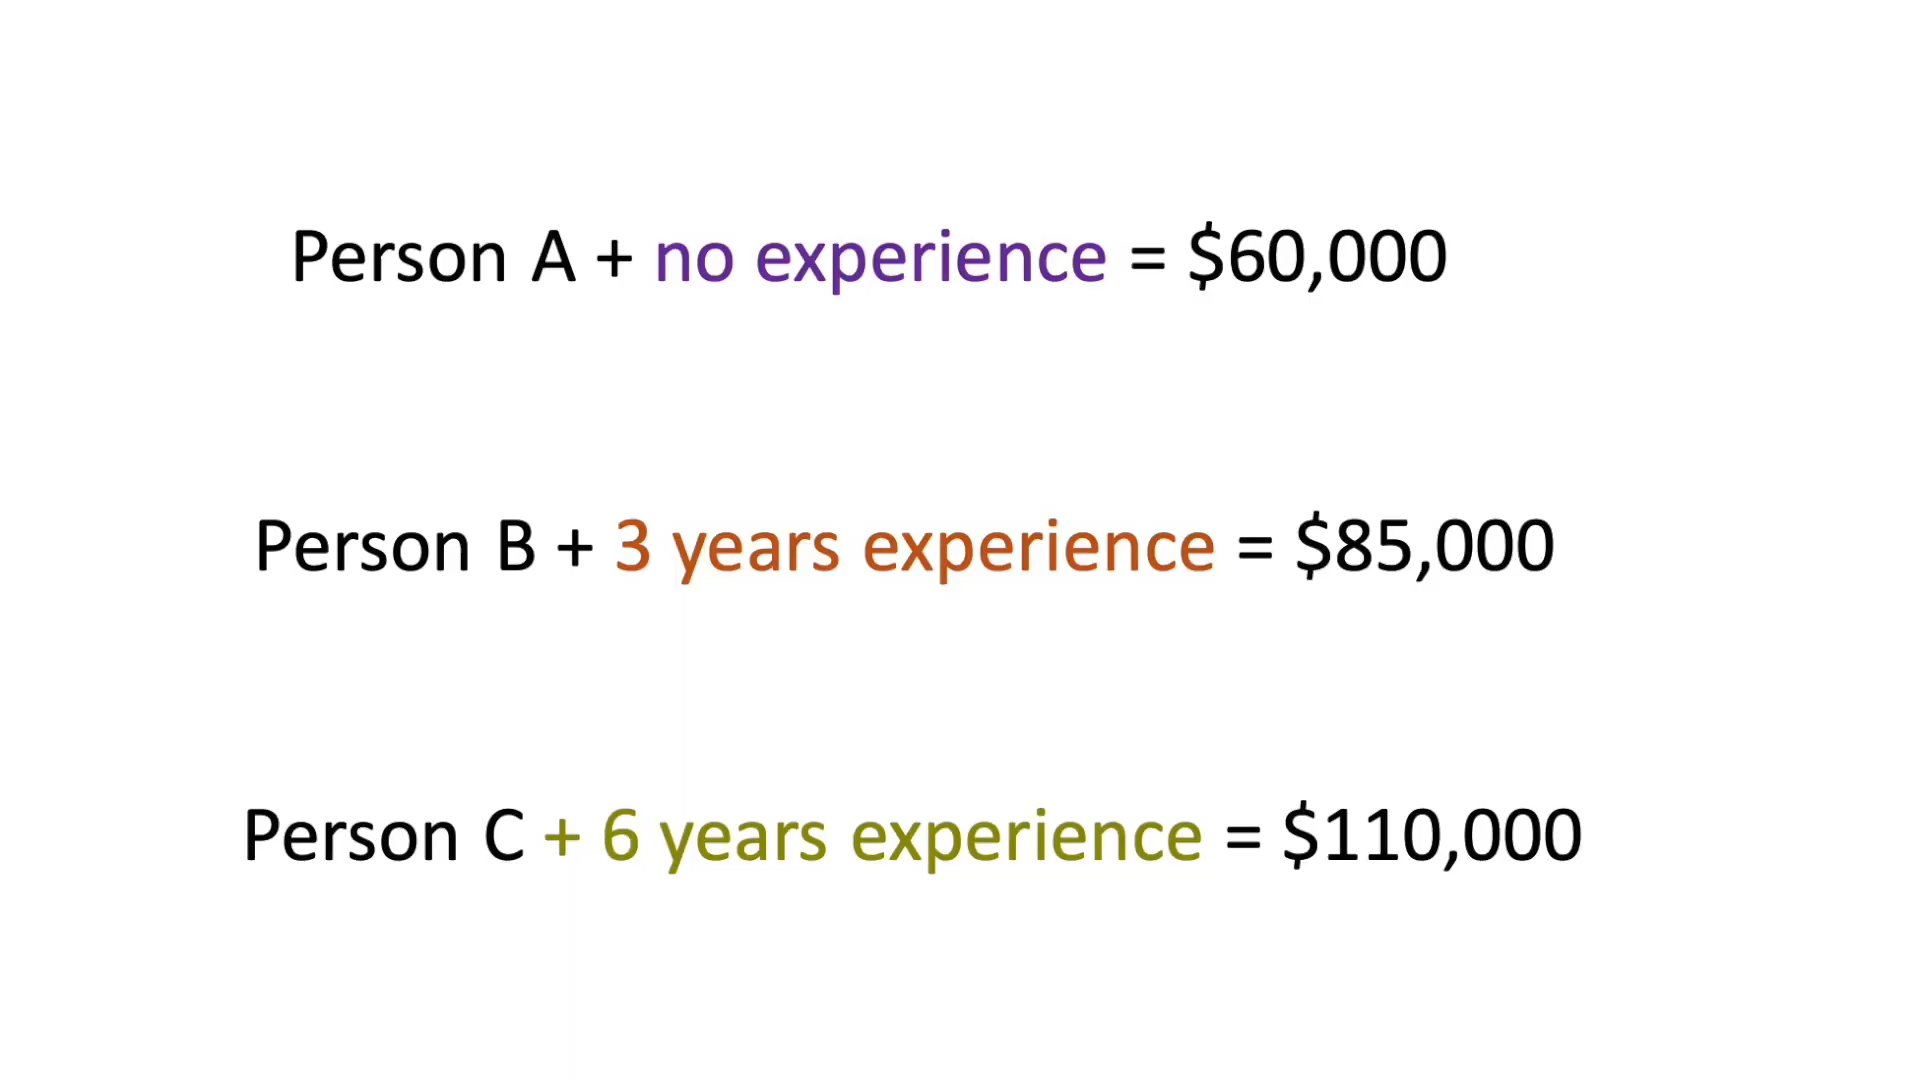 Person A + no experience = $60,000
Person B + 3 years experience = $85,000
Person C + 6 years experience = $110,000